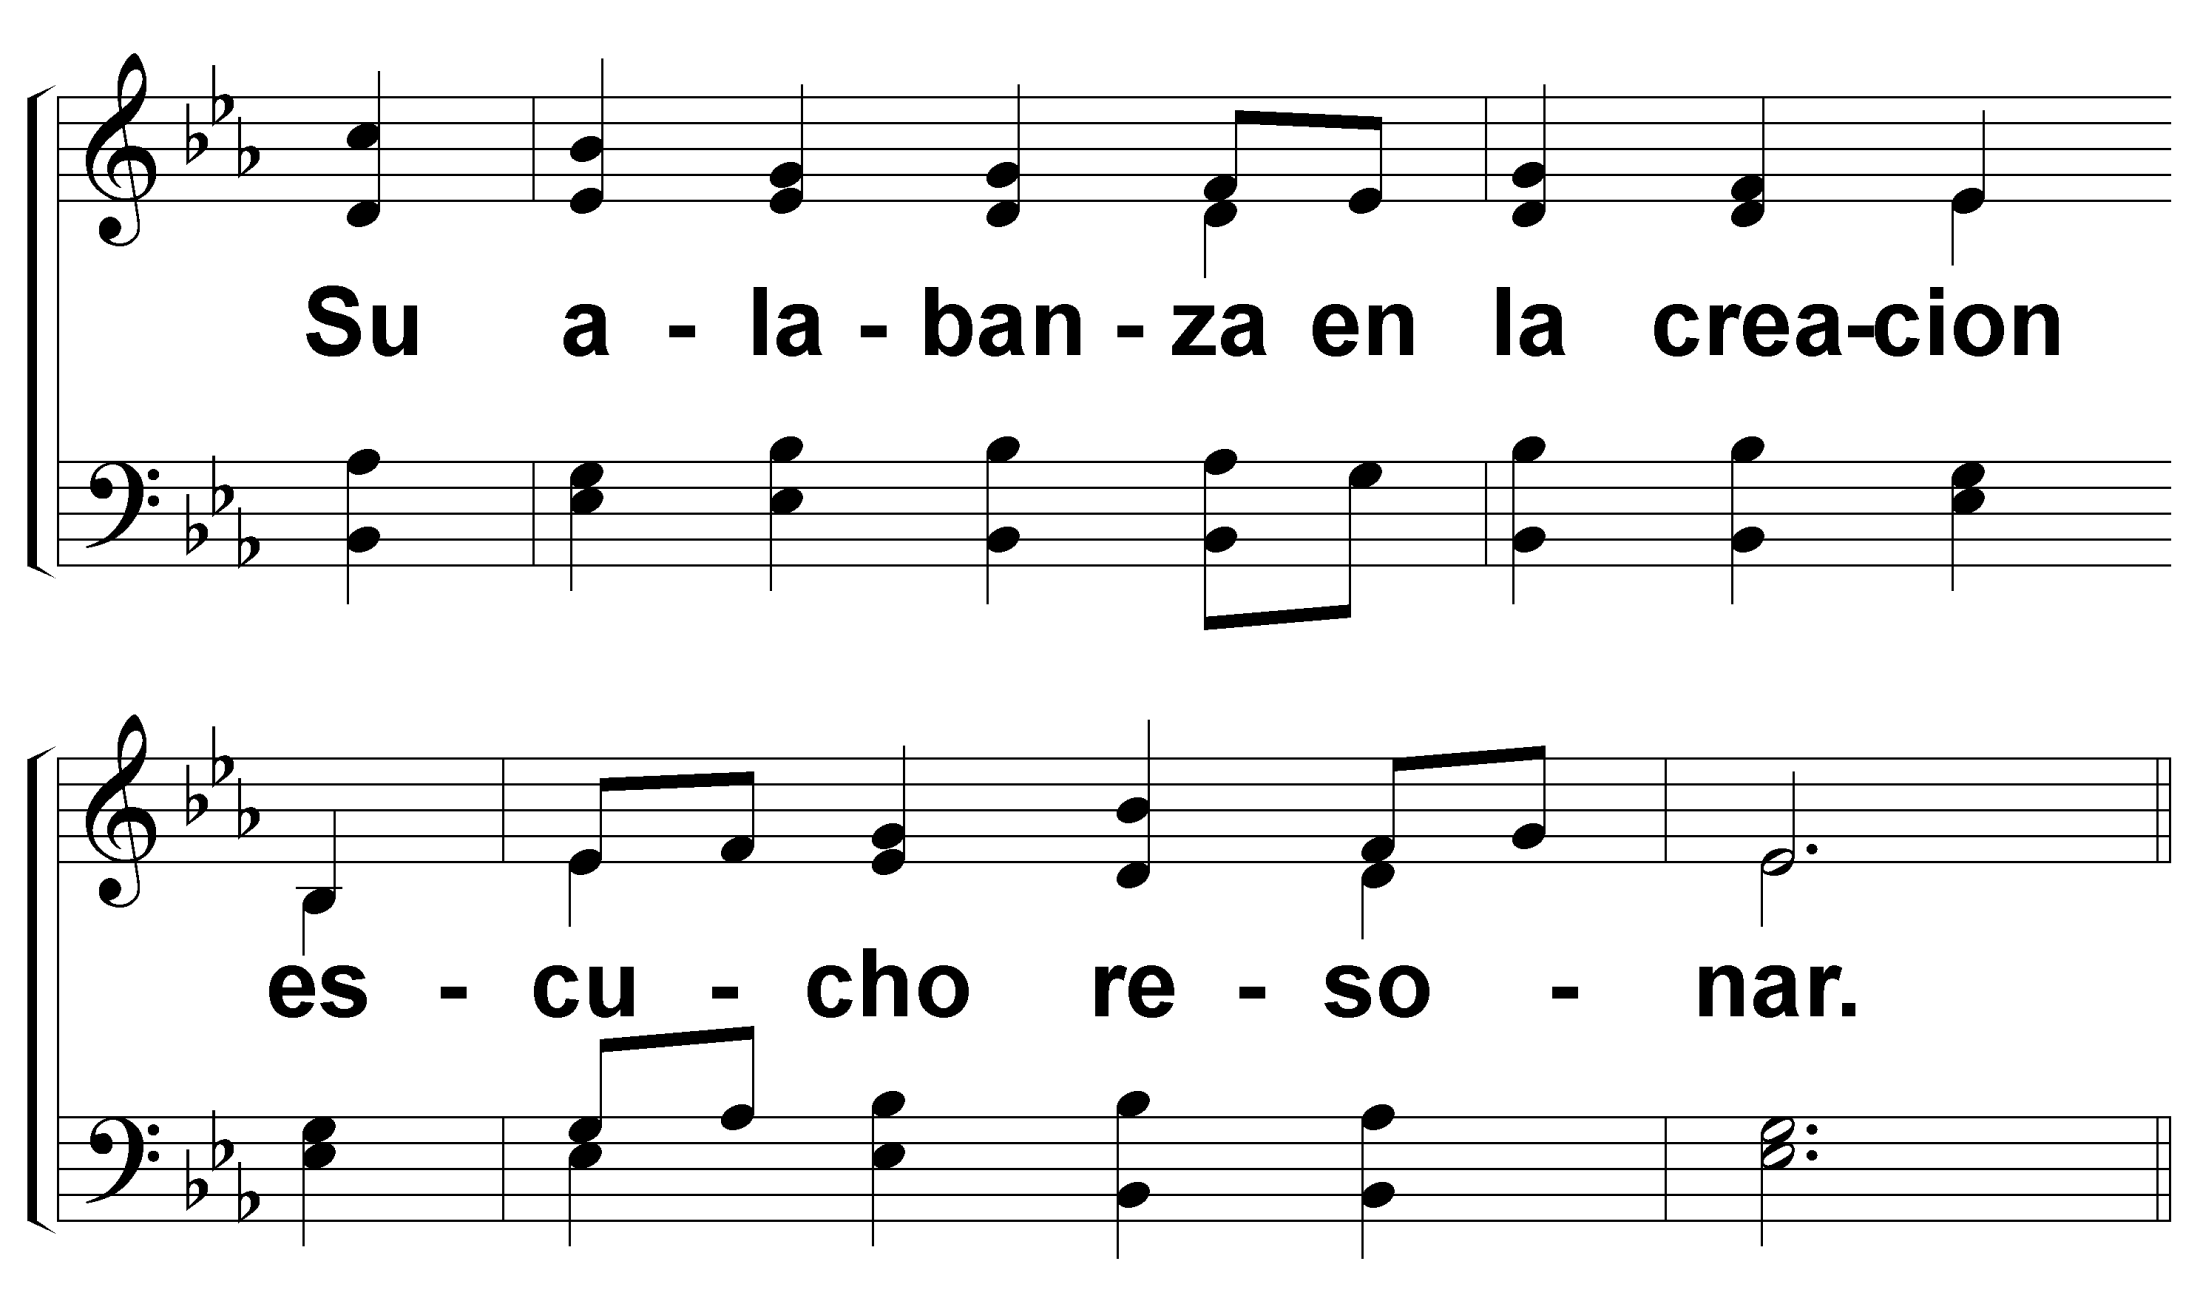 Su a - la - ban - za en la crea-cion
es - cu - cho re - so - nar.